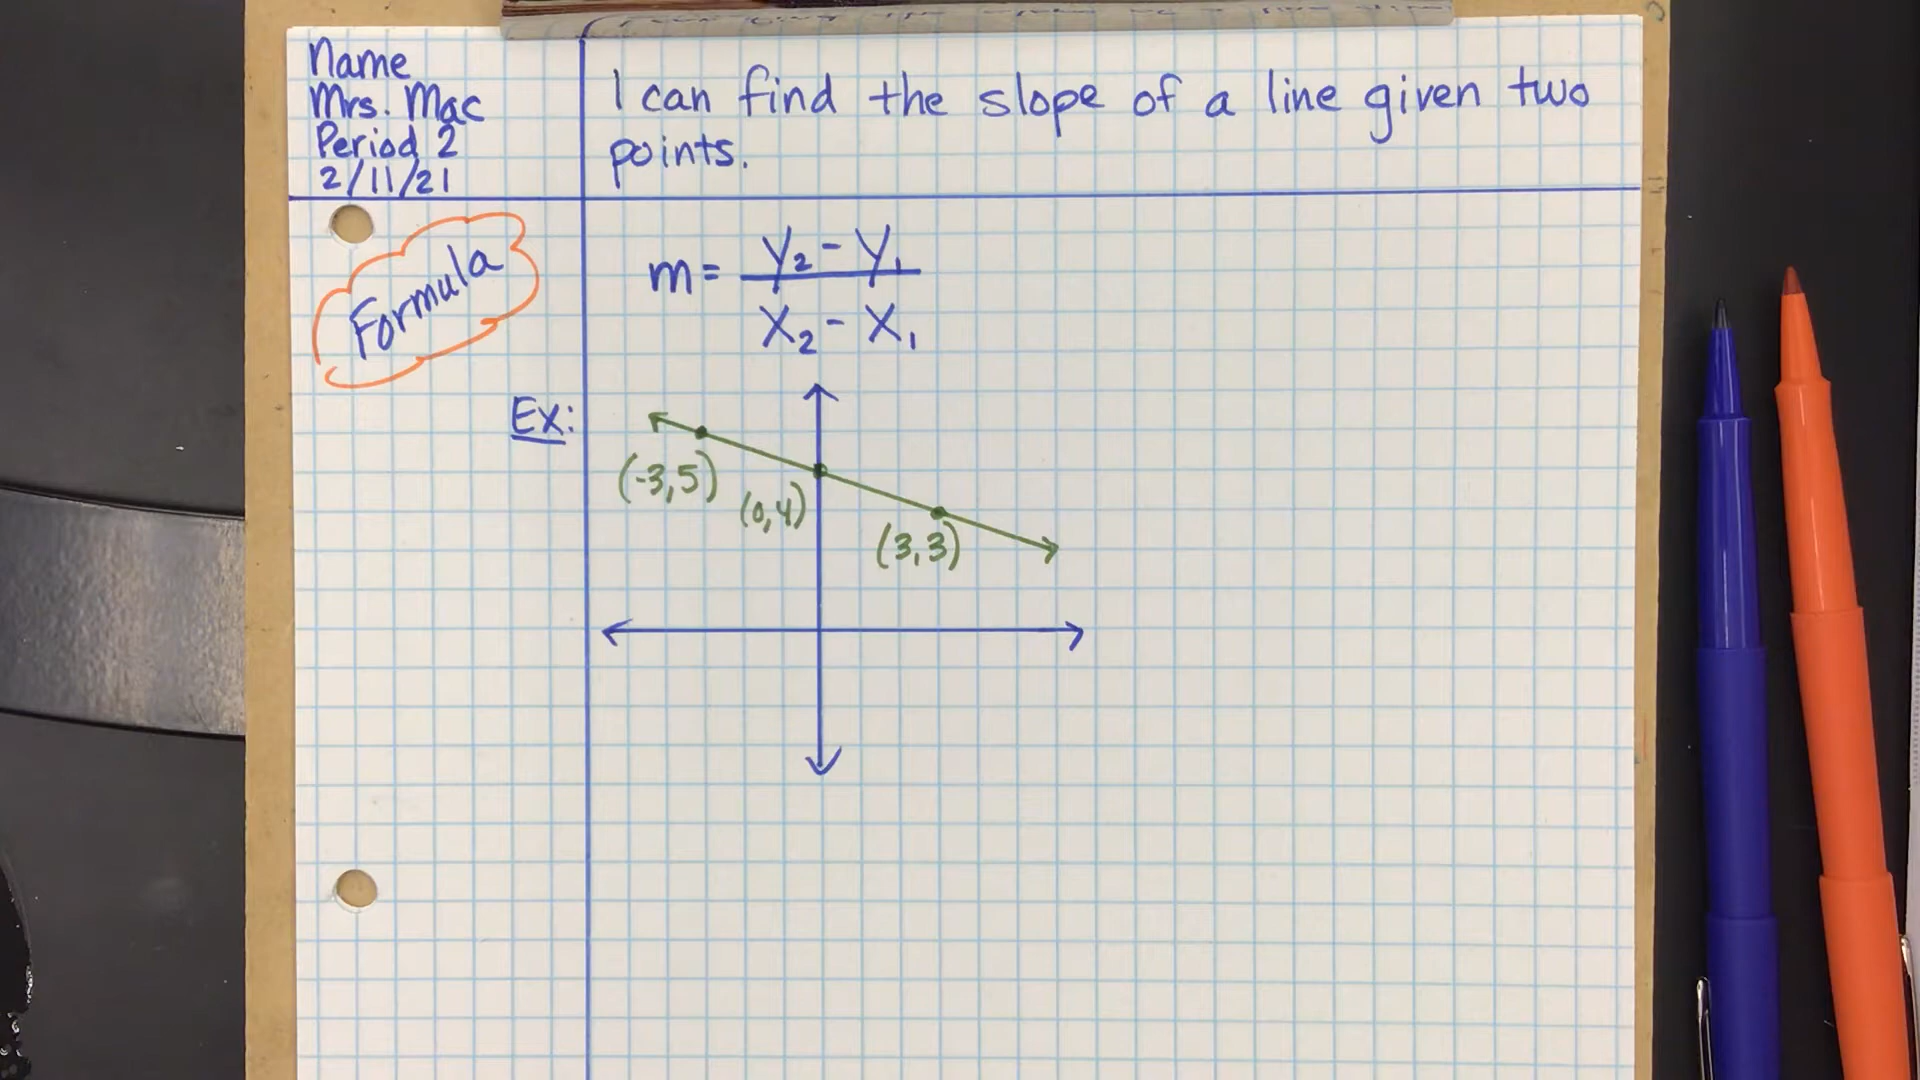 Name
Mrs. Mac
Period 2
2/11/21
I can find the slope of a line given two
points.
Formula
m = y₂ - y₁
x₂ - x₁
Ex:
(-3,5)
(0,4)
(3,3)